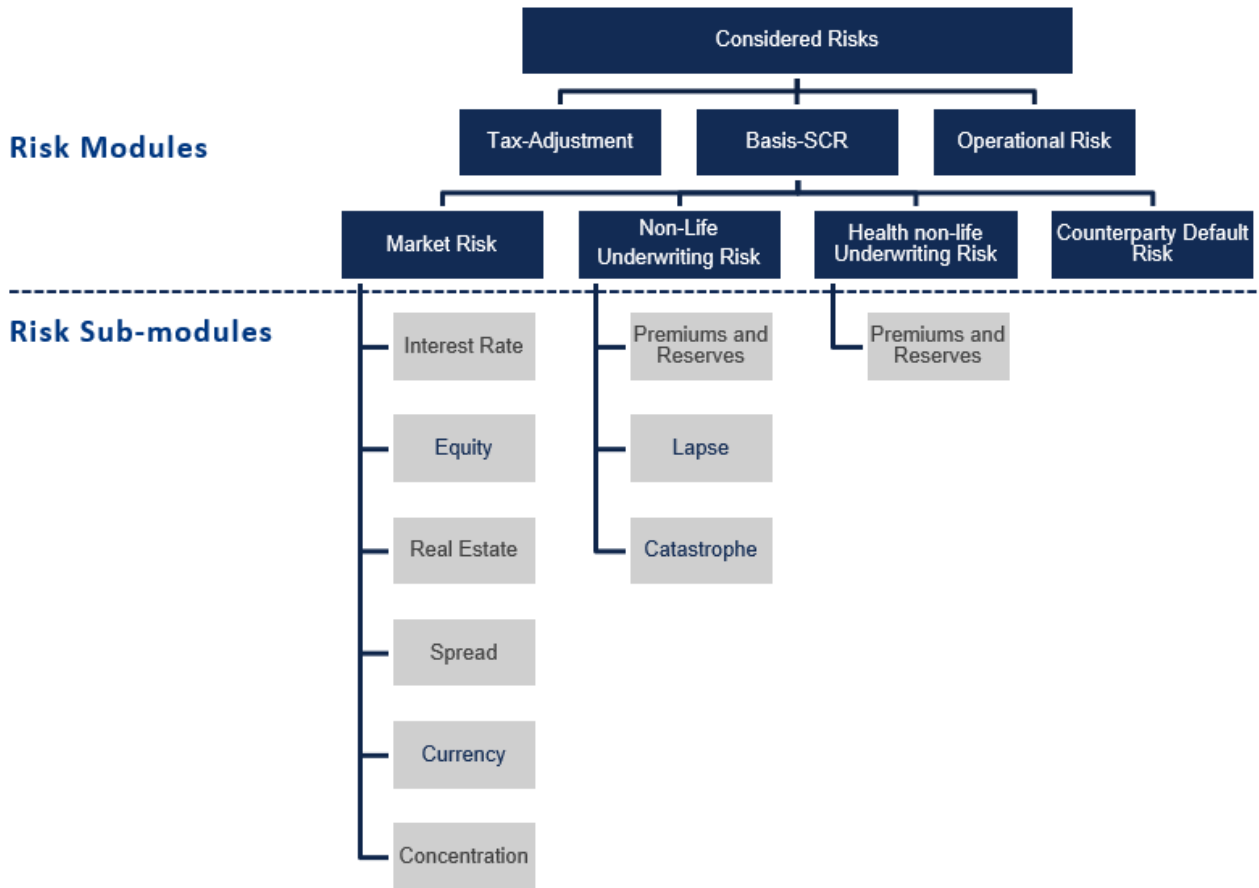 Considered Risks
Risk Modules
Tax-Adjustment
Basis-SCR
Operational Risk
Market Risk
Non-Life
Underwriting Risk
Health non-life
Underwriting Risk
Counterparty Default
Risk
Risk Sub-modules
Interest Rate
Premiums and
Reserves
Premiums and
Reserves
Equity
Lapse
Real Estate
Catastrophe
Spread
Currency
Concentration